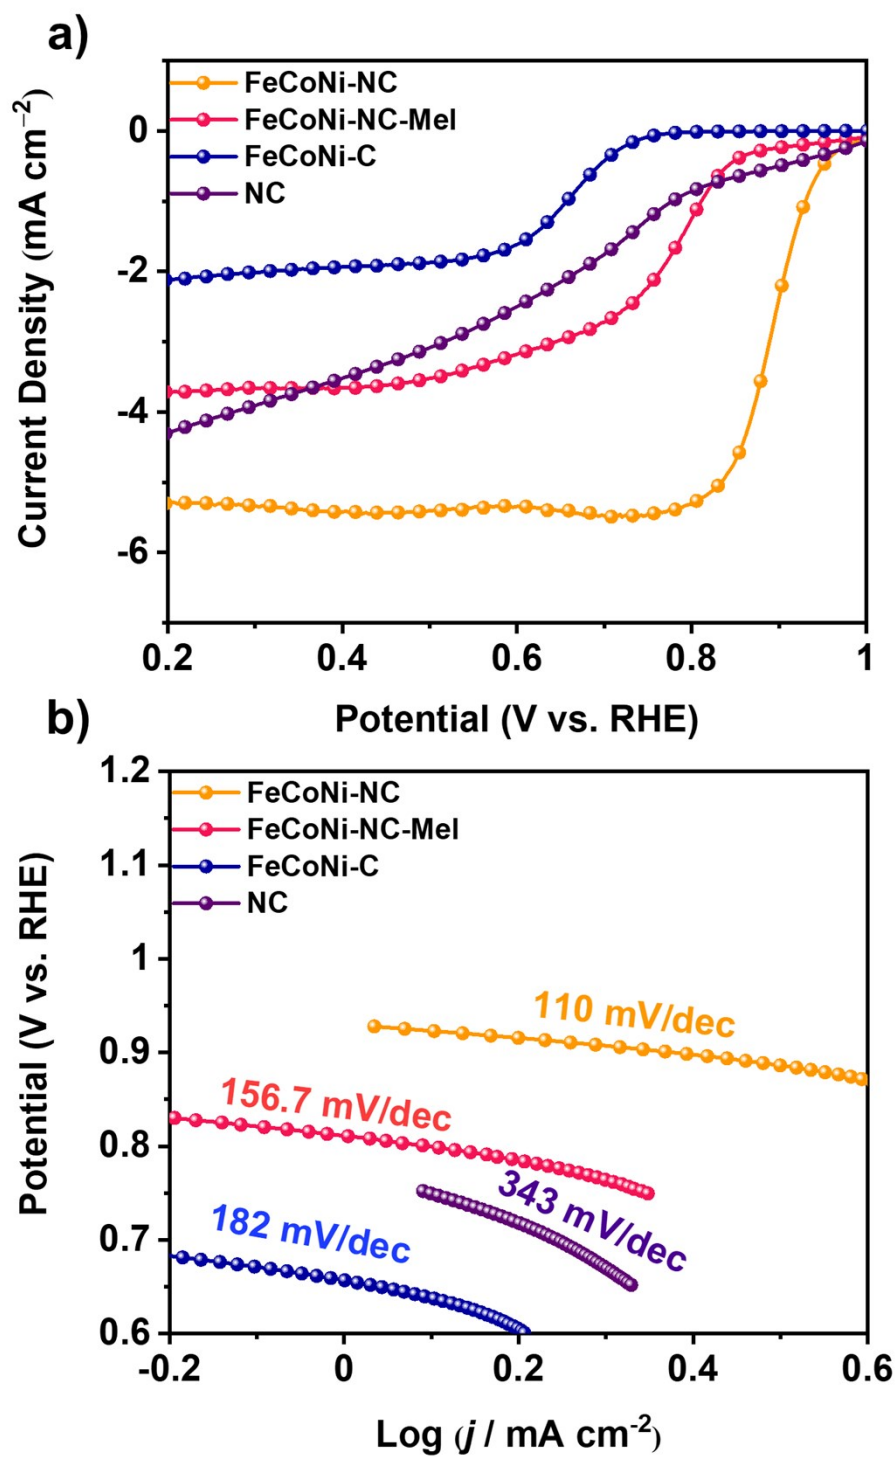 a)
FeCoNi-NC
FeCoNi-NC-Mel
FeCoNi-C
NC
0
-2
-4
-6
Current Density (mA cm⁻²)
0.2 0.4 0.6 0.8 1
Potential (V vs. RHE)
b)
FeCoNi-NC
FeCoNi-NC-Mel
FeCoNi-C
NC
1.2
1.1
1
0.9
0.8
0.7
0.6
Potential (V vs. RHE)
110 mV/dec
156.7 mV/dec
343 mV/dec
182 mV/dec
-0.2 0 0.2 0.4 0.6
Log (j / mA cm⁻²)